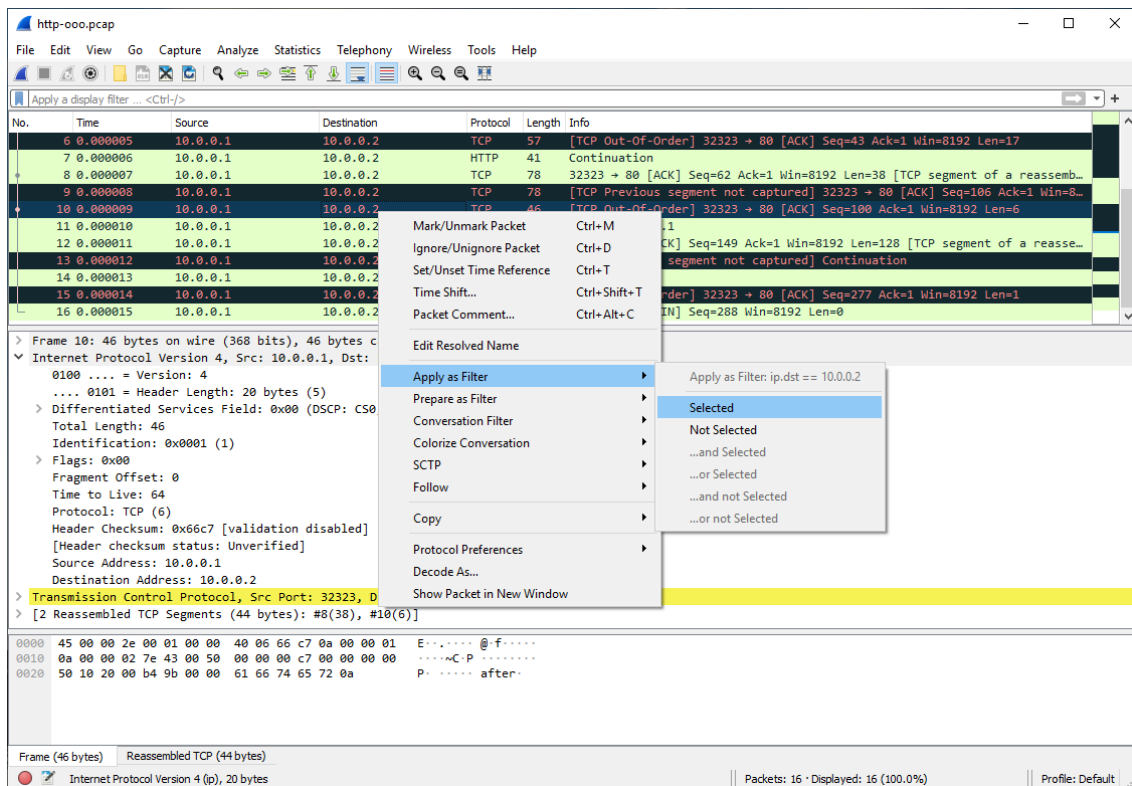 http-ooo.pcap
File Edit View Go Capture Analyze Statistics Telephony Wireless Tools Help
Apply a display filter ... <Ctrl-/>
No. Time Source Destination Protocol Length Info
6 0.000005 10.0.0.1 10.0.0.2 TCP 57 [TCP Out-Of-Order] 32323 → 80 [ACK] Seq=43 Ack=1 Win=8192 Len=17
7 0.000006 10.0.0.1 10.0.0.2 HTTP 41 Continuation
8 0.000007 10.0.0.1 10.0.0.2 TCP 78 32323 → 80 [ACK] Seq=62 Ack=1 Win=8192 Len=38 [TCP segment of a reassemb…
9 0.000008 10.0.0.1 10.0.0.2 TCP 78 [TCP Previous segment not captured] 32323 → 80 [ACK] Seq=106 Ack=1 Win=8…
10 0.000009 10.0.0.1 10.0.0.2 TCP 46 [TCP Out-Of-Order] 32323 → 80 [ACK] Seq=100 Ack=1 Win=8192 Len=6
11 0.000010 10.0.0.1 10.0.0.2 .1
12 0.000011 10.0.0.1 10.0.0.2 CK] Seq=149 Ack=1 Win=8192 Len=128 [TCP segment of a reasse…
13 0.000012 10.0.0.1 10.0.0.2 segment not captured] Continuation
14 0.000013 10.0.0.1 10.0.0.2
15 0.000014 10.0.0.1 10.0.0.2 rder] 32323 → 80 [ACK] Seq=277 Ack=1 Win=8192 Len=1
16 0.000015 10.0.0.1 10.0.0.2 IN] Seq=288 Win=8192 Len=0
Mark/Unmark Packet Ctrl+M
Ignore/Unignore Packet Ctrl+D
Set/Unset Time Reference Ctrl+T
Time Shift... Ctrl+Shift+T
Packet Comment... Ctrl+Alt+C
Edit Resolved Name
Apply as Filter
Prepare as Filter
Conversation Filter
Colorize Conversation
SCTP
Follow
Copy
Protocol Preferences
Decode As...
Show Packet in New Window
Apply as Filter: ip.dst == 10.0.0.2
Selected
Not Selected
...and Selected
...or Selected
...and not Selected
...or not Selected
Frame 10: 46 bytes on wire (368 bits), 46 bytes c
Internet Protocol Version 4, Src: 10.0.0.1, Dst:
0100 .... = Version: 4
.... 0101 = Header Length: 20 bytes (5)
Differentiated Services Field: 0x00 (DSCP: CS0,
Total Length: 46
Identification: 0x0001 (1)
Flags: 0x00
Fragment Offset: 0
Time to Live: 64
Protocol: TCP (6)
Header Checksum: 0x66c7 [validation disabled]
[Header checksum status: Unverified]
Source Address: 10.0.0.1
Destination Address: 10.0.0.2
Transmission Control Protocol, Src Port: 32323, D
[2 Reassembled TCP Segments (44 bytes): #8(38), #10(6)]
0000 45 00 00 2e 00 01 00 00 40 06 66 c7 0a 00 00 01 E··.···· @·f·····
0010 0a 00 00 02 7e 43 00 50 00 00 00 c7 00 00 00 00 ····~C·P ········
0020 50 10 20 00 b4 9b 00 00 61 66 74 65 72 0a P· ····· after·
Frame (46 bytes) Reassembled TCP (44 bytes)
Internet Protocol Version 4 (ip), 20 bytes Packets: 16 · Displayed: 16 (100.0%) Profile: Default